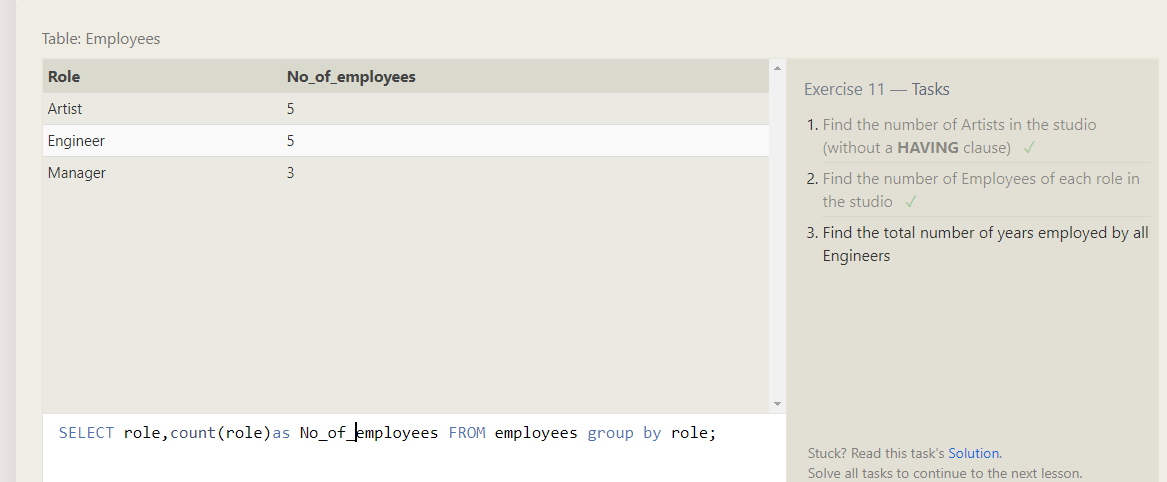 Table: Employees
Role No_of_employees
Artist 5
Engineer 5
Manager 3
SELECT role,count(role)as No_of_employees FROM employees group by role;
Exercise 11 — Tasks
1. Find the number of Artists in the studio
(without a HAVING clause) ✓
2. Find the number of Employees of each role in
the studio ✓
3. Find the total number of years employed by all
Engineers
Stuck? Read this task's Solution.
Solve all tasks to continue to the next lesson.